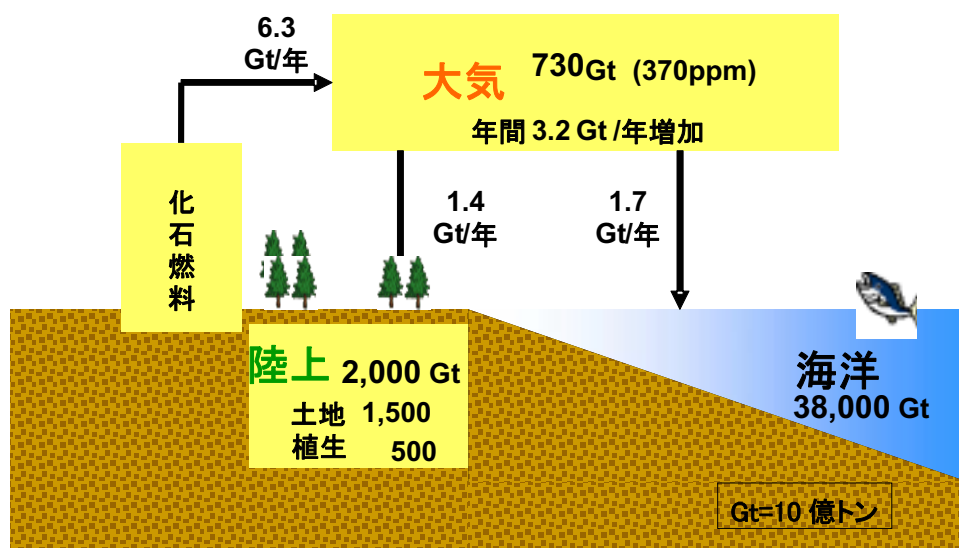 6.3
Gt/年
大気 730Gt (370ppm)
年間 3.2 Gt /年増加
化
石
燃
料
1.4
Gt/年
1.7
Gt/年
陸上 2,000 Gt
土地 1,500
植生 500
海洋
38,000 Gt
Gt=10 億トン